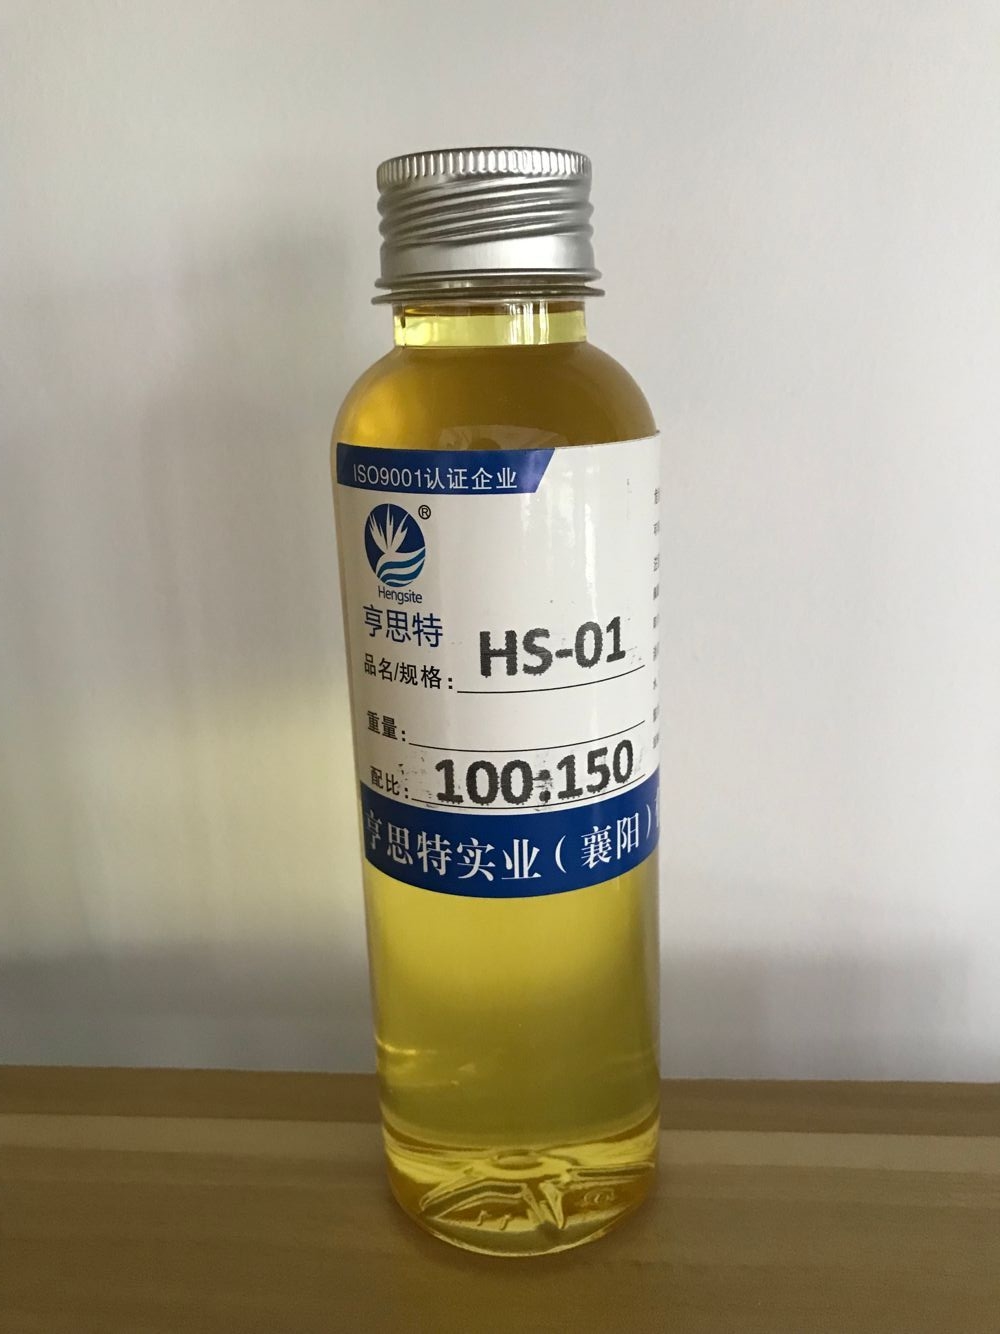 ISO9001认证企业
®
Hengsite
亨思特
品名/规格: HS-01
重量:
配比: 100:150
亨思特实业（襄阳）